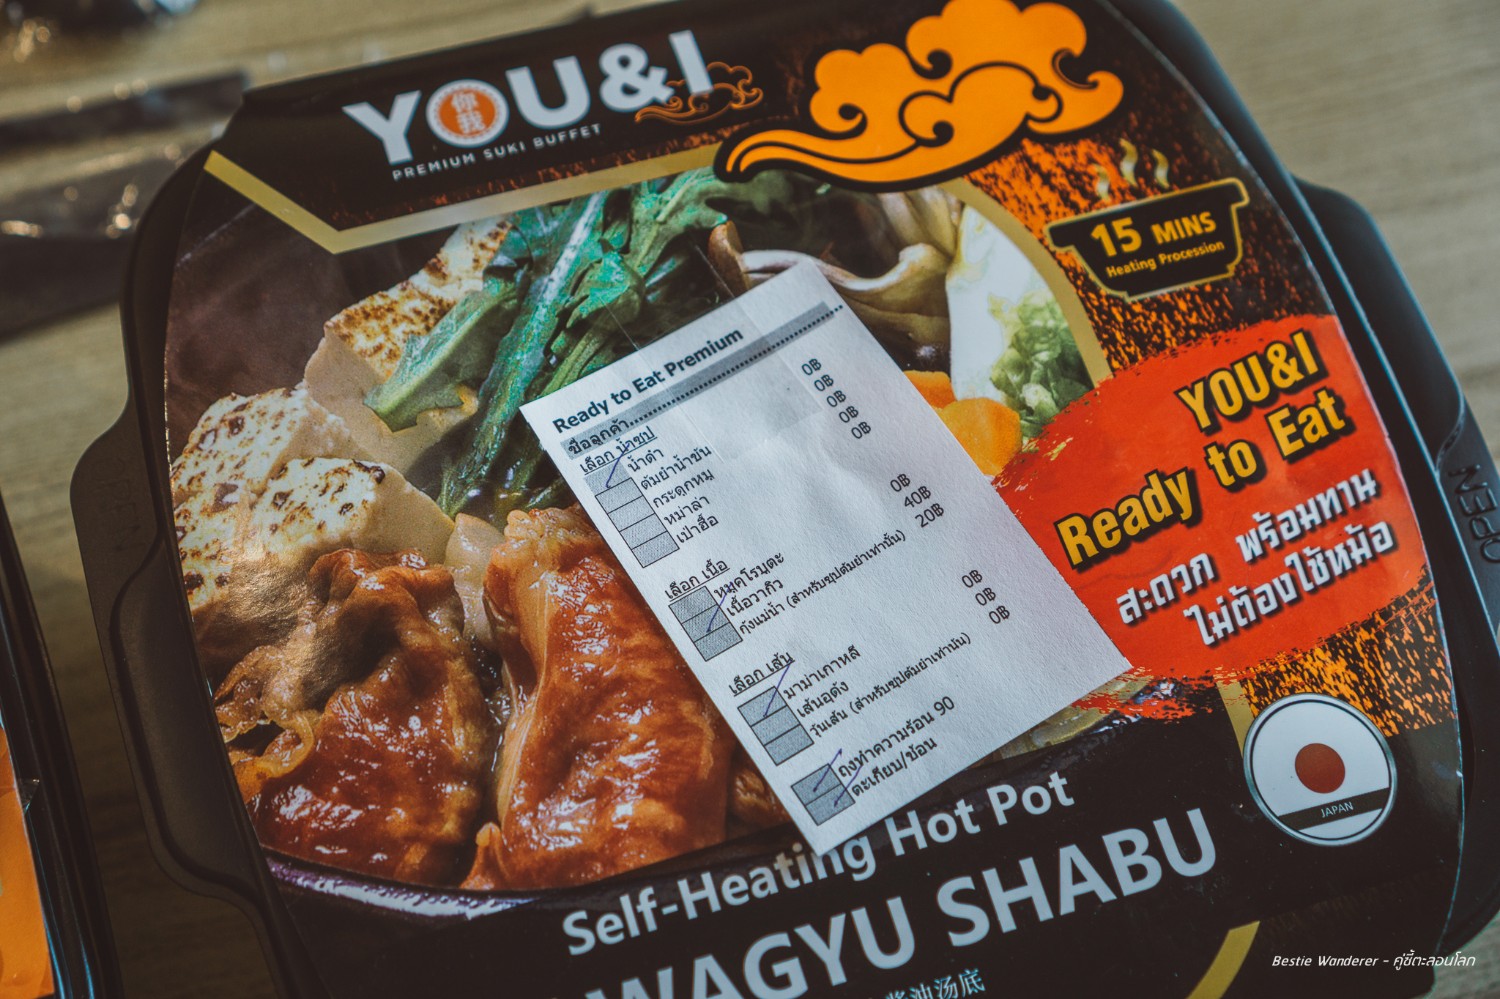 YOU&I
你我
PREMIUM SUKI BUFFET
15 MINS
Heating Procession
YOU&I
Ready to Eat
สะดวก พร้อมทาน
ไม่ต้องใช้หม้อ
OPEN
Ready to Eat Premium
ชื่อลูกค้า
เลือก น้ำซุป
น้ำดำ 0฿
ต้มยำน้ำข้น 0฿
กระดูกหมู 0฿
หม่าล่า 0฿
เป๋าฮื้อ 0฿
เลือก เนื้อ
หมูคุโรบูตะ 0฿
เนื้อวากิว 40฿
กุ้งแม่น้ำ (สำหรับซุปต้มยำเท่านั้น) 20฿
เลือก เส้น
มาม่าเกาหลี 0฿
เส้นอุด้ง 0฿
วุ้นเส้น (สำหรับซุปต้มยำเท่านั้น) 0฿
ถุงทำความร้อน 90
ตะเกียบ/ช้อน
JAPAN
Self-Heating Hot Pot
WAGYU SHABU
酱油汤底
Bestie Wanderer - คู่ซี้ตะลอนโลก